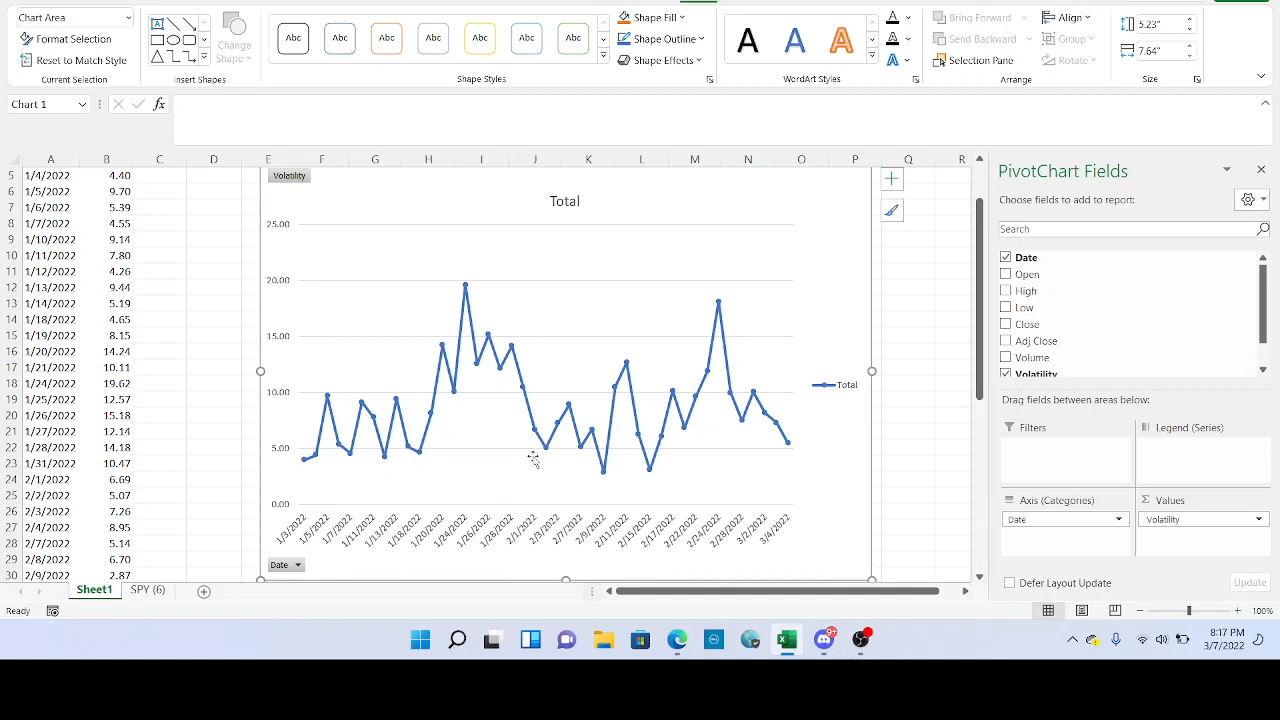 Chart Area
Format Selection
Reset to Match Style
Current Selection
Change
Shape
Insert Shapes
Abc Abc Abc Abc Abc Abc Abc
Shape Styles
Shape Fill
Shape Outline
Shape Effects
A A A
WordArt Styles
A
A
A
Bring Forward
Send Backward
Selection Pane
Arrange
Align
Group
Rotate
5.23"
7.64"
Size
Chart 1
fx
A B C D E F G H I J K L M N O P Q R
5 1/4/2022 4.40
6 1/5/2022 9.70
7 1/6/2022 5.39
8 1/7/2022 4.55
9 1/10/2022 9.14
10 1/11/2022 7.80
11 1/12/2022 4.26
12 1/13/2022 9.44
13 1/14/2022 5.19
14 1/18/2022 4.65
15 1/19/2022 8.15
16 1/20/2022 14.24
17 1/21/2022 10.11
18 1/24/2022 19.62
19 1/25/2022 12.57
20 1/26/2022 15.18
21 1/27/2022 12.14
22 1/28/2022 14.18
23 1/31/2022 10.47
24 2/1/2022 6.69
25 2/2/2022 5.07
26 2/3/2022 7.26
27 2/4/2022 8.95
28 2/7/2022 5.14
29 2/8/2022 6.70
30 2/9/2022 2.87
Volatility
Total
25.00
20.00
15.00
10.00
5.00
0.00
1/3/2022 1/5/2022 1/7/2022 1/11/2022 1/13/2022 1/18/2022 1/20/2022 1/24/2022 1/26/2022 1/28/2022 2/1/2022 2/3/2022 2/7/2022 2/9/2022 2/11/2022 2/15/2022 2/17/2022 2/22/2022 2/24/2022 2/28/2022 3/2/2022 3/4/2022
Total
Date
PivotChart Fields
Choose fields to add to report:
Search
Date
Open
High
Low
Close
Adj Close
Volume
Volatility
Drag fields between areas below:
Filters
Legend (Series)
Axis (Categories)
Values
Date
Volatility
Defer Layout Update
Update
Sheet1
SPY (6)
Ready
100%
8:17 PM
3/7/2022